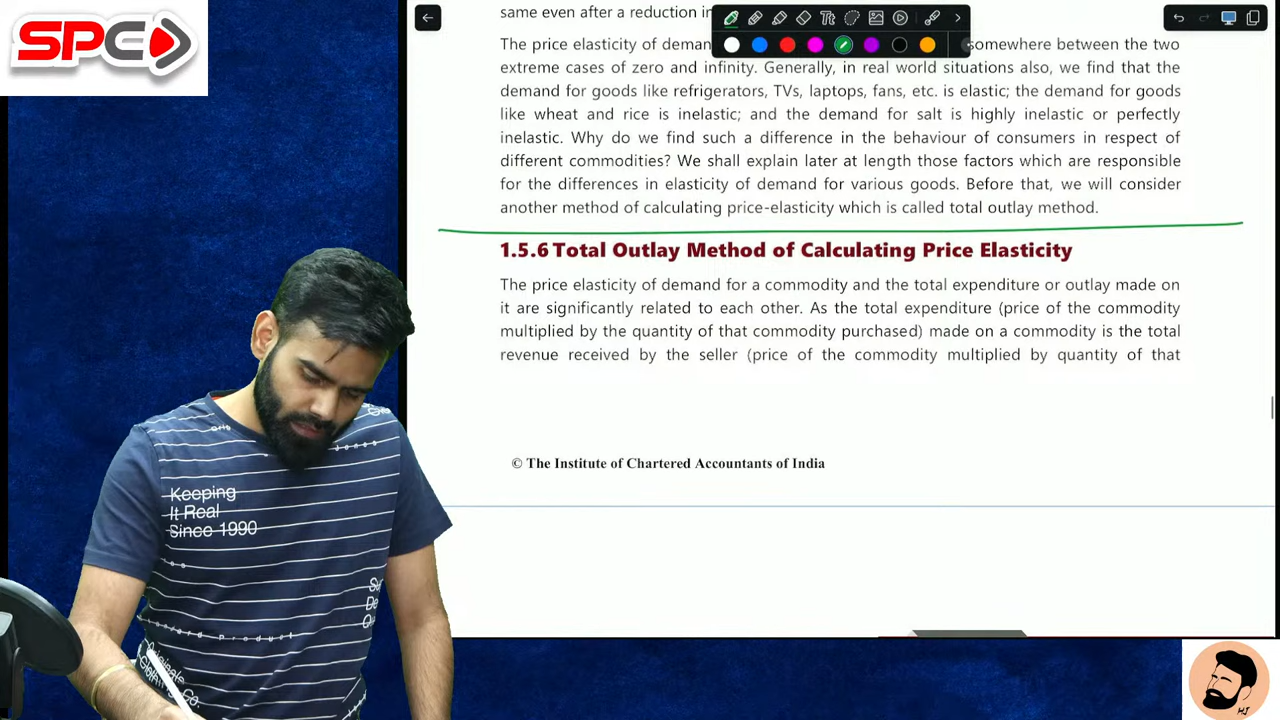 SPC
same even after a reduction in
The price elasticity of deman
somewhere between the two
extreme cases of zero and infinity. Generally, in real world situations also, we find that the
demand for goods like refrigerators, TVs, laptops, fans, etc. is elastic; the demand for goods
like wheat and rice is inelastic; and the demand for salt is highly inelastic or perfectly
inelastic. Why do we find such a difference in the behaviour of consumers in respect of
different commodities? We shall explain later at length those factors which are responsible
for the differences in elasticity of demand for various goods. Before that, we will consider
another method of calculating price-elasticity which is called total outlay method.
1.5.6 Total Outlay Method of Calculating Price Elasticity
The price elasticity of demand for a commodity and the total expenditure or outlay made on
it are significantly related to each other. As the total expenditure (price of the commodity
multiplied by the quantity of that commodity purchased) made on a commodity is the total
revenue received by the seller (price of the commodity multiplied by quantity of that
© The Institute of Chartered Accountants of India
Keeping
It Real
Since 1990
Originals
Clothing Co.
HJ